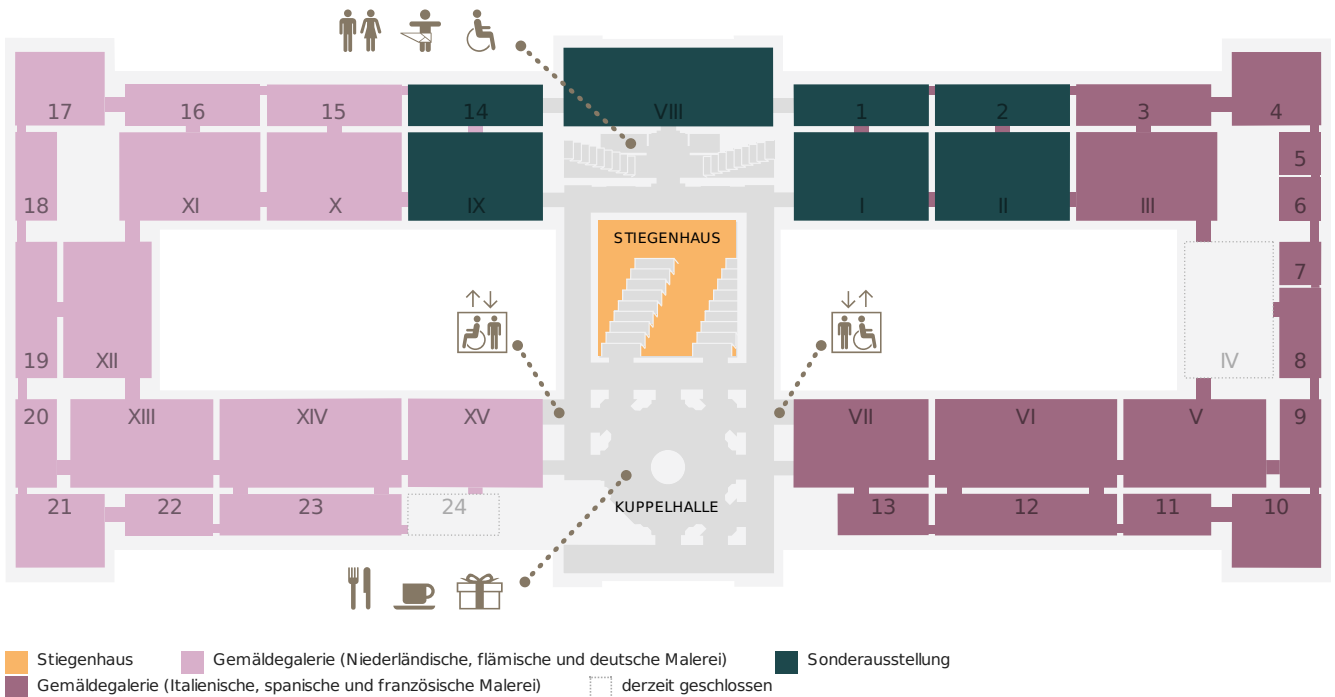 17 16 15 14 VIII 1 2 3 4
5
18 XI X IX I II III 6
STIEGENHAUS
7
19 XII IV 8
20 XIII XIV XV VII VI V 9
21 22 23 24 KUPPELHALLE 13 12 11 10
Stiegenhaus Gemäldegalerie (Niederländische, flämische und deutsche Malerei) Sonderausstellung
Gemäldegalerie (Italienische, spanische und französische Malerei) derzeit geschlossen